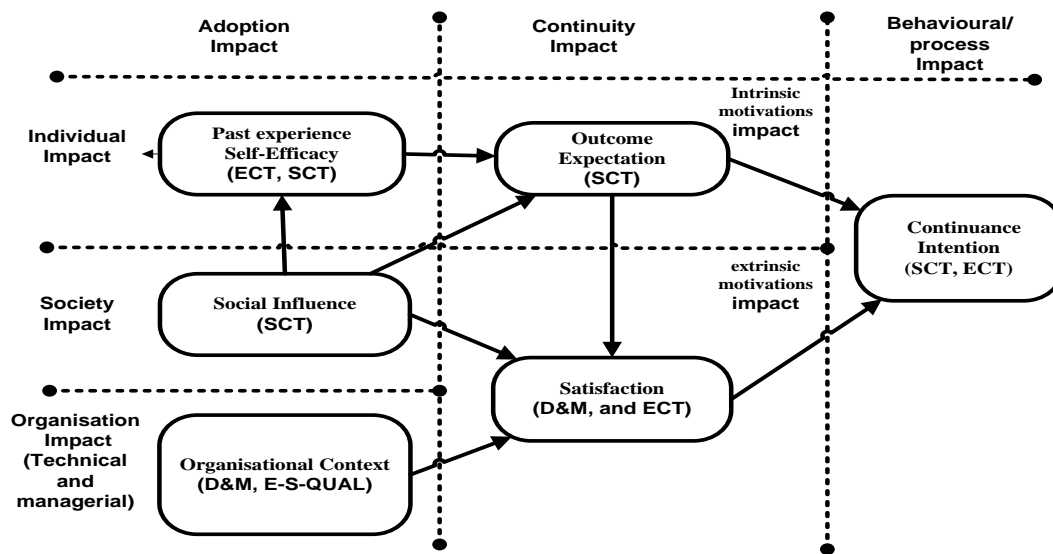 Adoption
Impact
Continuity
Impact
Behavioural/
process
Impact
Individual
Impact
Past experience
Self-Efficacy
(ECT, SCT)
Outcome
Expectation
(SCT)
Intrinsic
motivations
impact
Continuance
Intention
(SCT, ECT)
Society
Impact
Social Influence
(SCT)
extrinsic
motivations
impact
Satisfaction
(D&M, and ECT)
Organisation
Impact
(Technical
and
managerial)
Organisational Context
(D&M, E-S-QUAL)